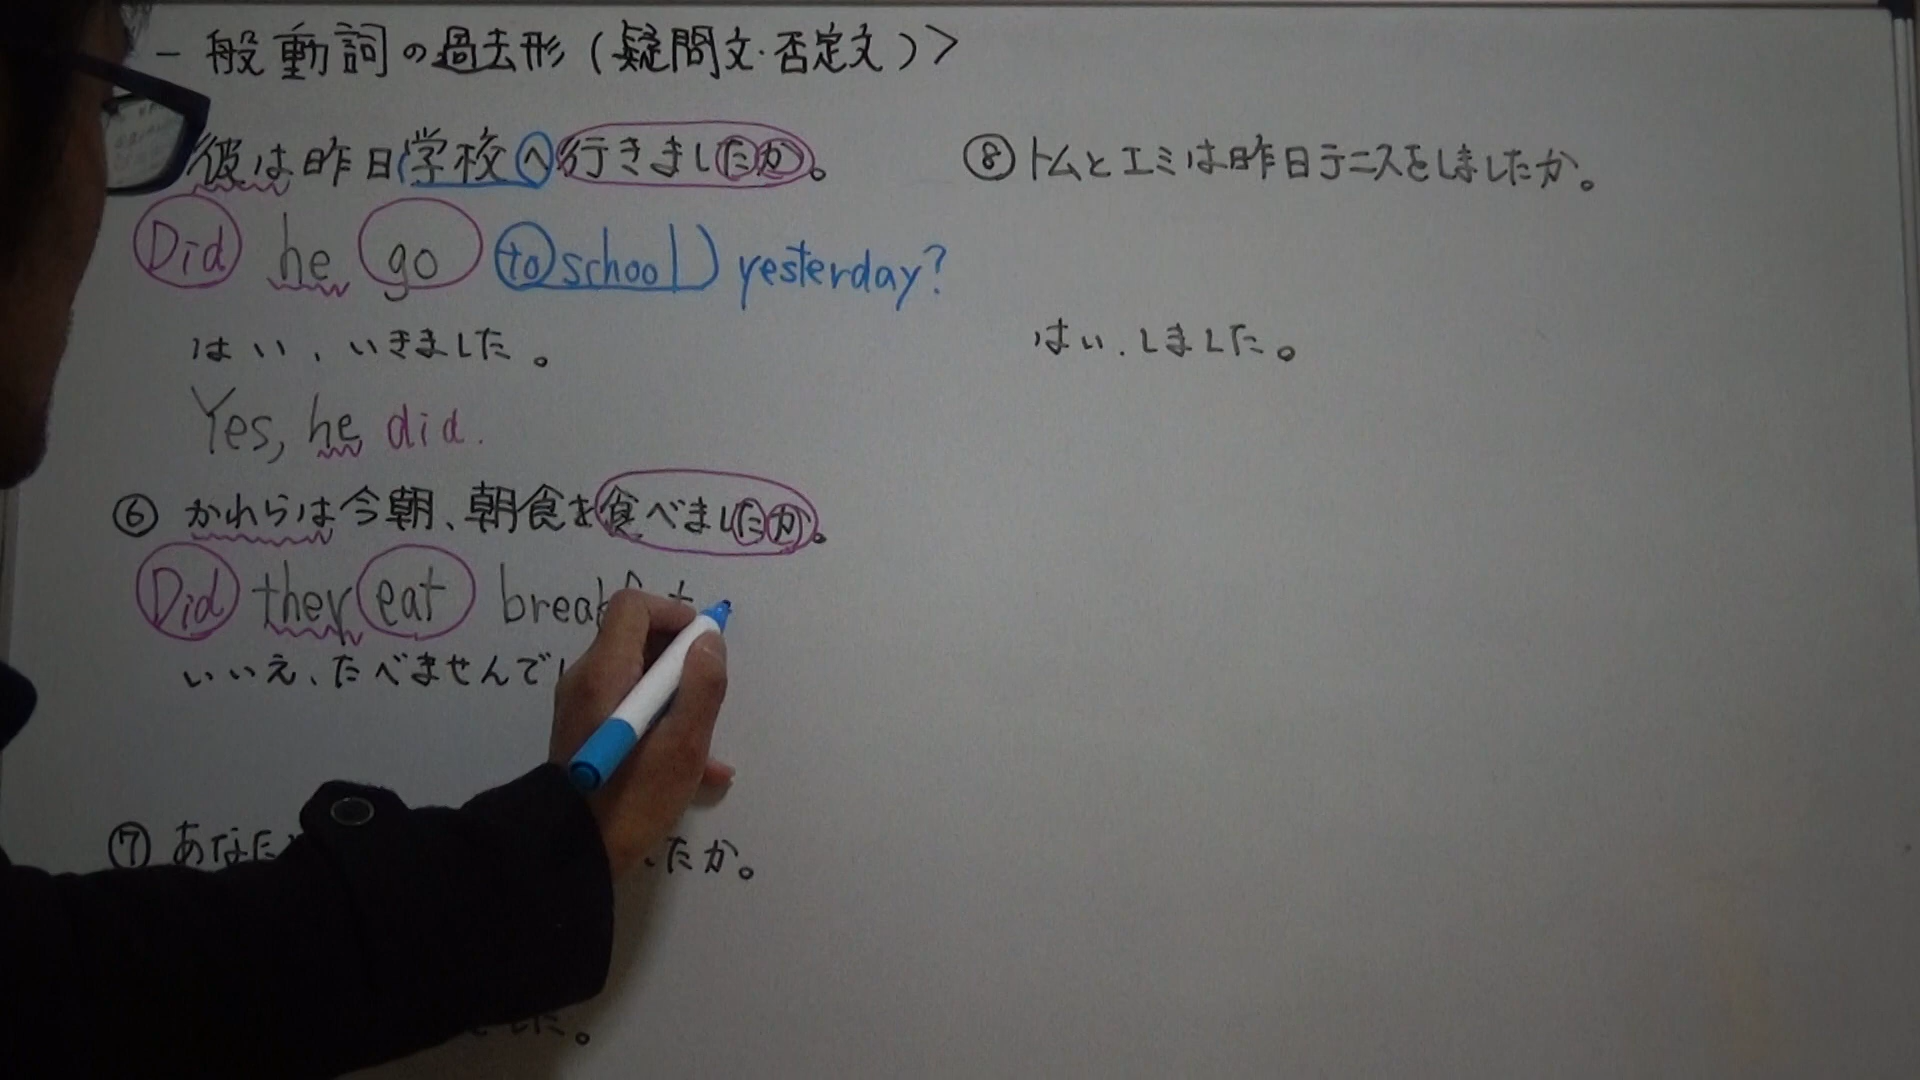 一般動詞の過去形(疑問文・否定文)>
彼は昨日学校へ行きましたか。
Did he go to school yesterday?
はい、いきました。
Yes, he did.
⑥ かれらは今朝、朝食を食べましたか。
Did they eat
いいえ、たべませんで
⑦ あなた
たか。
した。
⑧ トムとエミは昨日テニスをしましたか。
はい、しました。